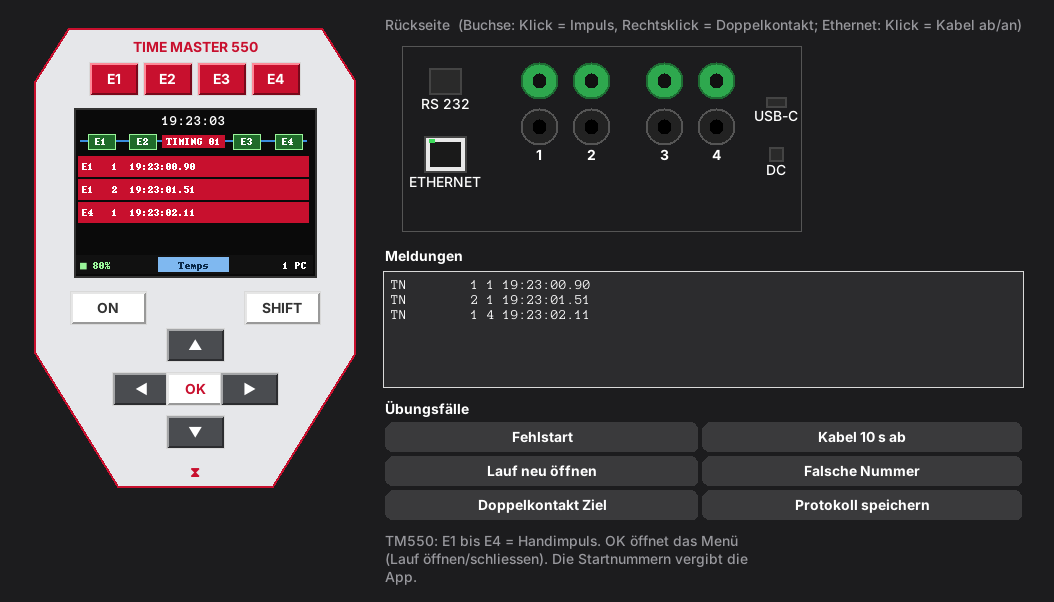 TIME MASTER 550
E1 E2 E3 E4
19:23:03
E1 E2 TIMING 01 E3 E4
E1 1 19:23:00.90
E1 2 19:23:01.51
E4 1 19:23:02.11
80% Temps 1 PC
ON SHIFT
OK
Rückseite (Buchse: Klick = Impuls, Rechtsklick = Doppelkontakt; Ethernet: Klick = Kabel ab/an)
RS 232
USB-C
ETHERNET
1 2 3 4
DC
Meldungen
TN 1 1 19:23:00.90
TN 2 1 19:23:01.51
TN 1 4 19:23:02.11
Übungsfälle
Fehlstart Kabel 10 s ab
Lauf neu öffnen Falsche Nummer
Doppelkontakt Ziel Protokoll speichern
TM550: E1 bis E4 = Handimpuls. OK öffnet das Menü
(Lauf öffnen/schliessen). Die Startnummern vergibt die
App.